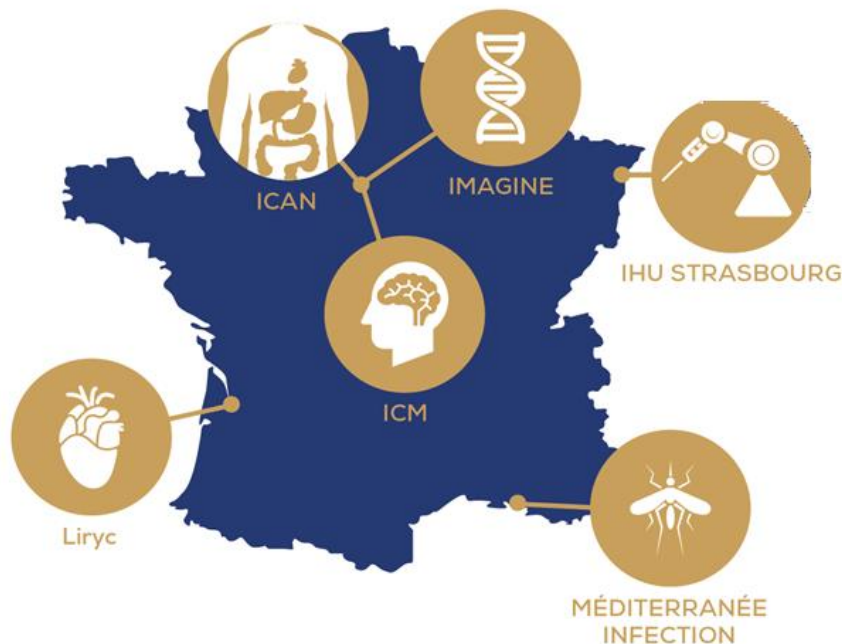 ICAN
IMAGINE
IHU STRASBOURG
ICM
Liryc
MÉDITERRANÉE
INFECTION